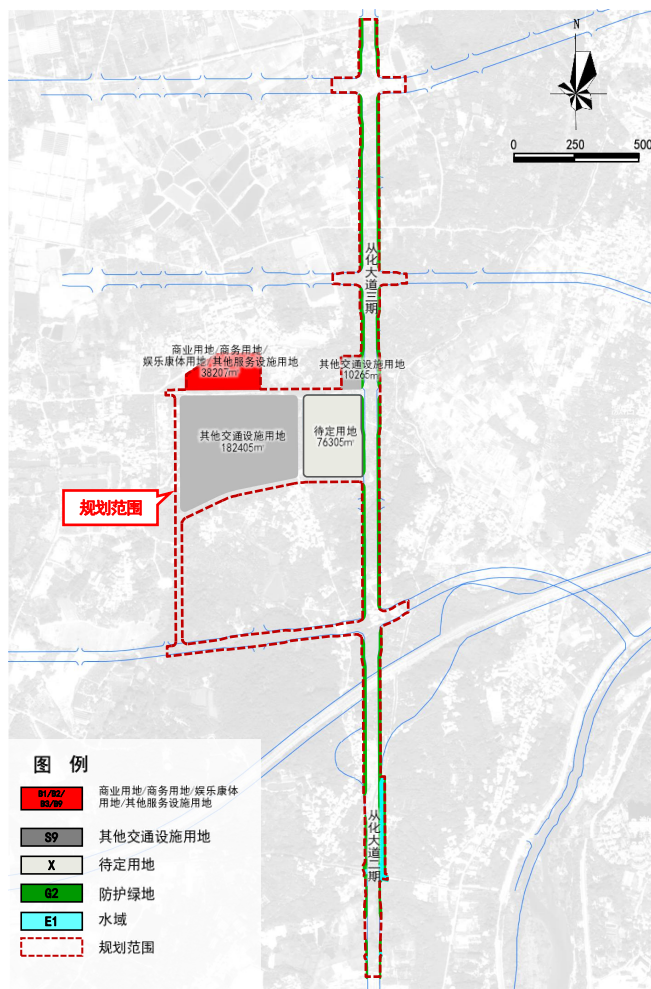 N
0 250 500
从化大道三期
商业用地/商务用地/
娱乐康体用地/其他服务设施用地
38207㎡
其他交通设施用地
10265㎡
其他交通设施用地
182405㎡
待定用地
76305㎡
规划范围
从化大道二期
图 例
B1/B2/
B3/B9
商业用地/商务用地/娱乐康体
用地/其他服务设施用地
S9 其他交通设施用地
X 待定用地
G2 防护绿地
E1 水域
规划范围